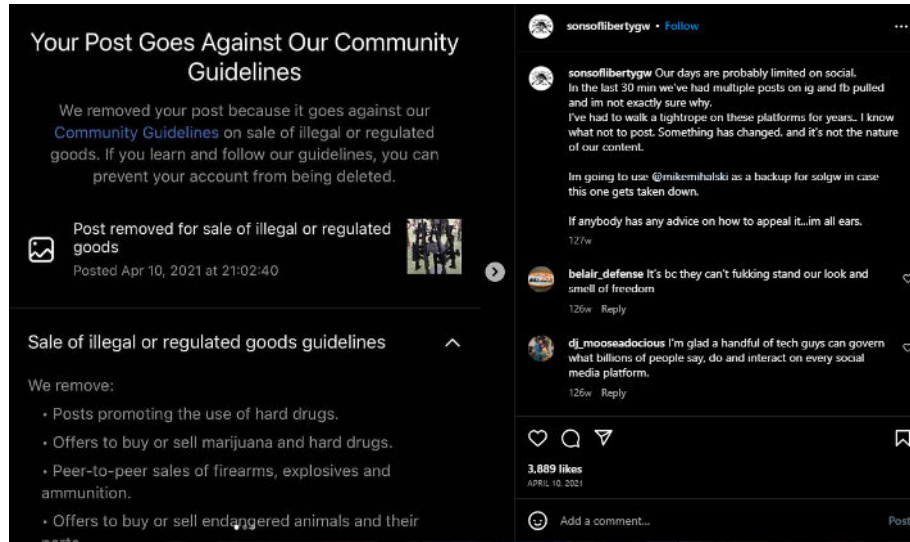 Your Post Goes Against Our Community
Guidelines
We removed your post because it goes against our
Community Guidelines on sale of illegal or regulated
goods. If you learn and follow our guidelines, you can
prevent your account from being deleted.
Post removed for sale of illegal or regulated
goods
Posted Apr 10, 2021 at 21:02:40
Sale of illegal or regulated goods guidelines
We remove:
• Posts promoting the use of hard drugs.
• Offers to buy or sell marijuana and hard drugs.
• Peer-to-peer sales of firearms, explosives and
ammunition.
• Offers to buy or sell endangered animals and their
sonsoflibertygw • Follow
sonsoflibertygw Our days are probably limited on social.
In the last 30 min we've had multiple posts on ig and fb pulled
and im not exactly sure why.
I've had to walk a tightrope on these platforms for years.. I know
what not to post. Something has changed. and it's not the nature
of our content.
Im going to use @mikemihalski as a backup for solgw in case
this one gets taken down.
If anybody has any advice on how to appeal it...im all ears.
127w
belair_defense It's bc they can't fukking stand our look and
smell of freedom
126w Reply
dj_mooseadocious I'm glad a handful of tech guys can govern
what billions of people say, do and interact on every social
media platform.
126w Reply
3,889 likes
APRIL 10, 2021
Add a comment...
Post